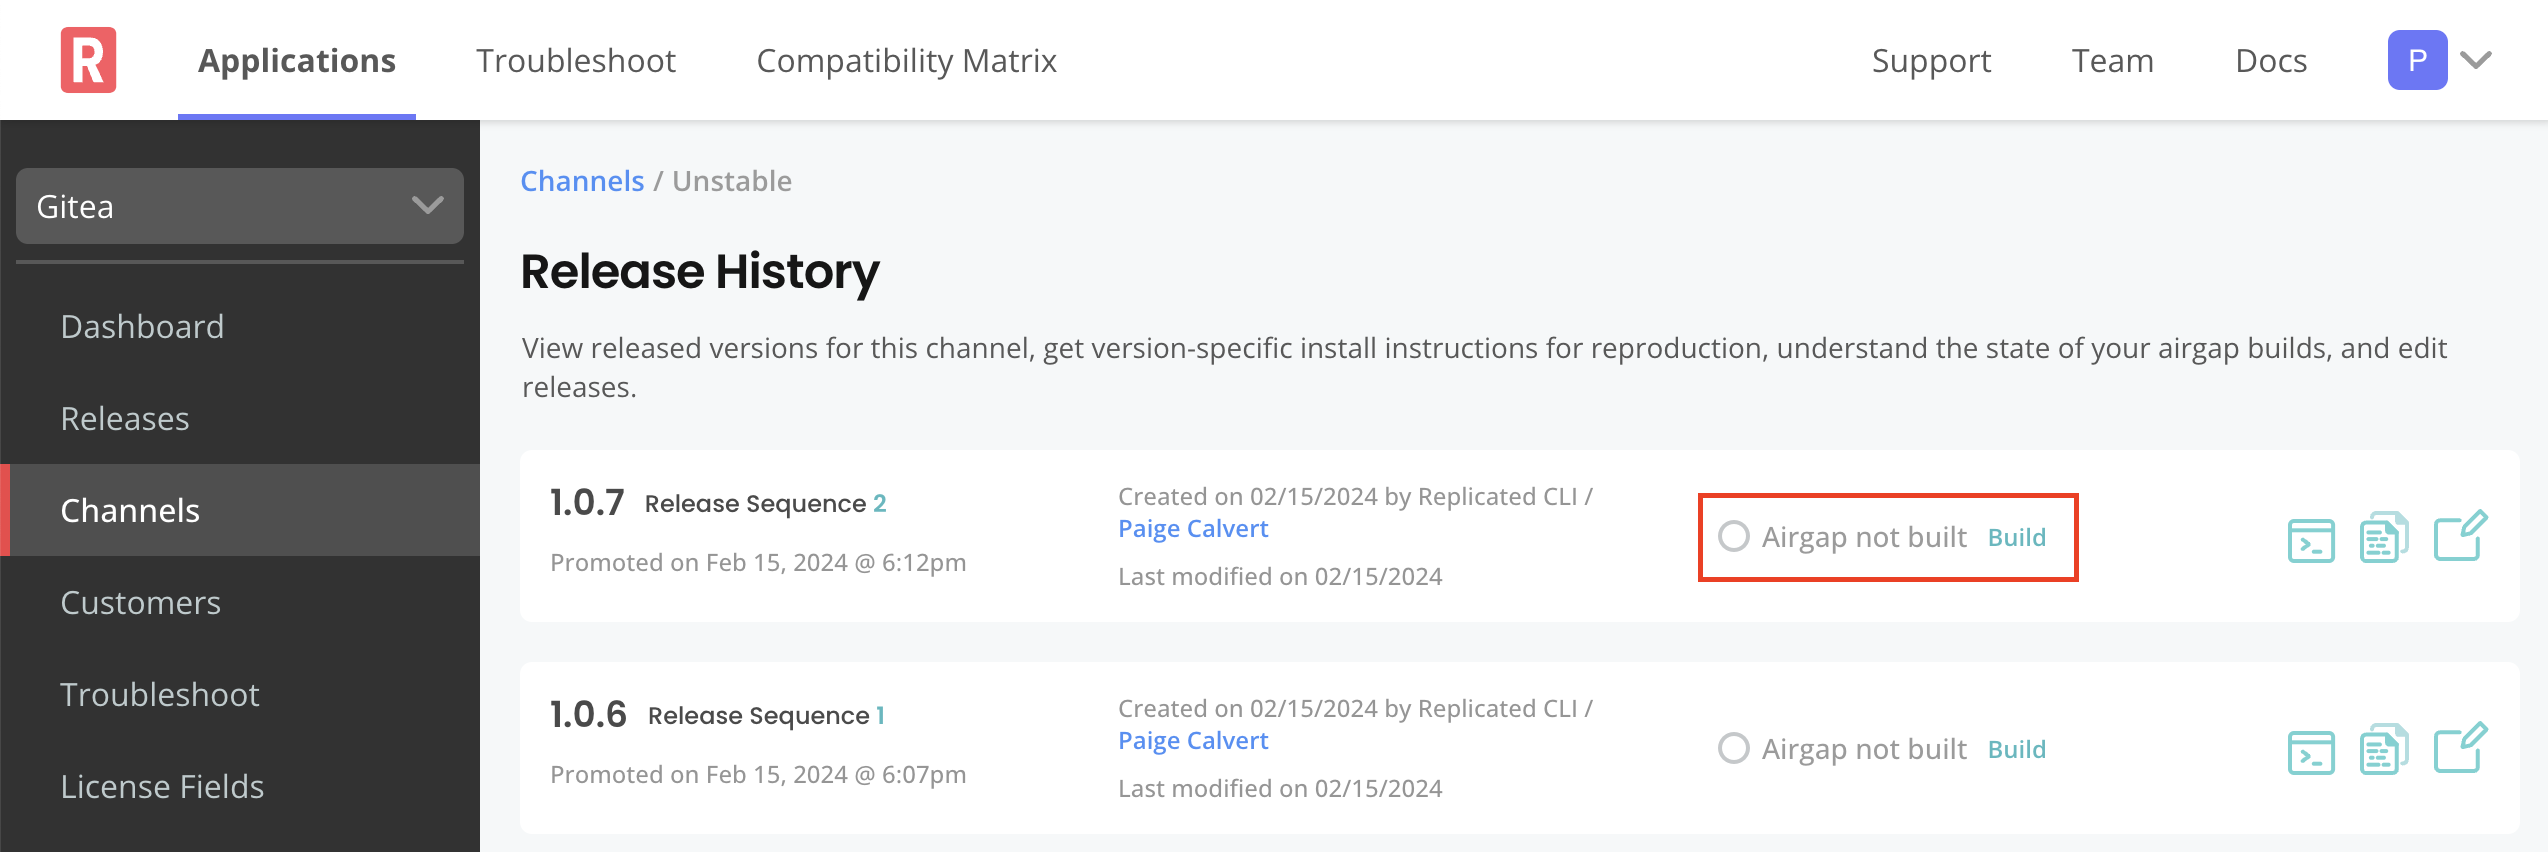 R
Applications
Troubleshoot
Compatibility Matrix
Support
Team
Docs
P
Gitea
Dashboard
Releases
Channels
Customers
Troubleshoot
License Fields
Channels / Unstable
Release History
View released versions for this channel, get version-specific install instructions for reproduction, understand the state of your airgap builds, and edit
releases.
1.0.7 Release Sequence 2
Promoted on Feb 15, 2024 @ 6:12pm
Created on 02/15/2024 by Replicated CLI /
Paige Calvert
Last modified on 02/15/2024
Airgap not built Build
1.0.6 Release Sequence 1
Promoted on Feb 15, 2024 @ 6:07pm
Created on 02/15/2024 by Replicated CLI /
Paige Calvert
Last modified on 02/15/2024
Airgap not built Build